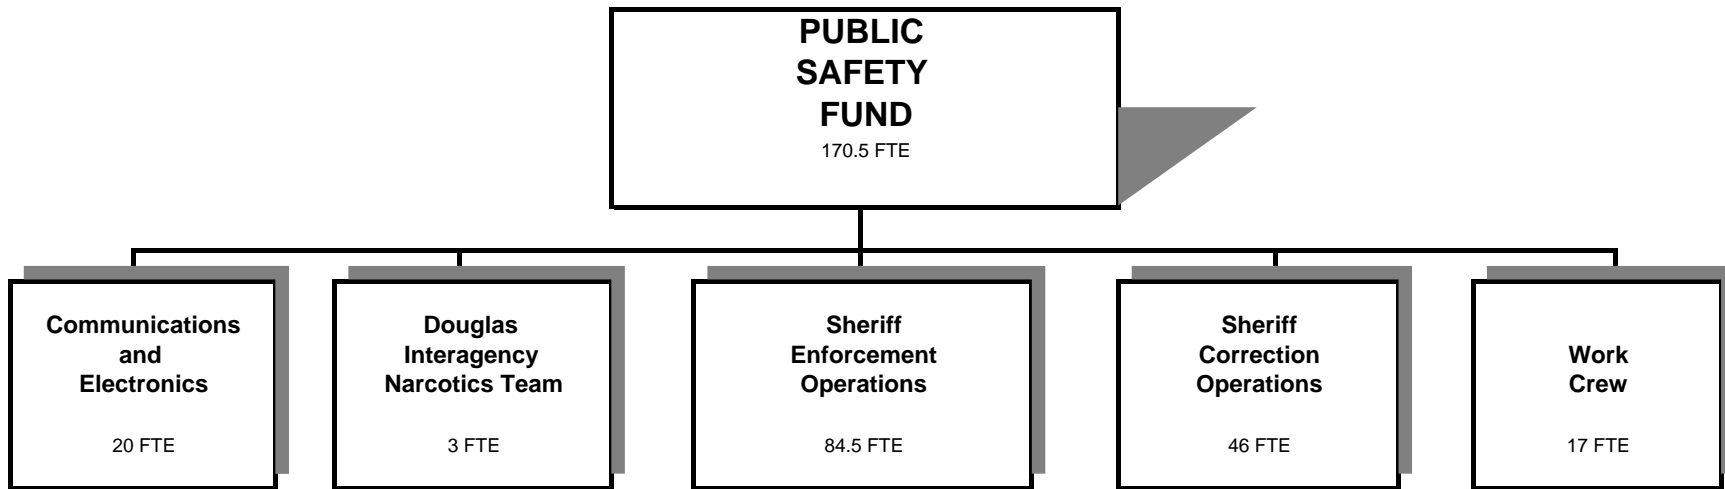 PUBLIC
SAFETY
FUND
170.5 FTE
Communications
and
Electronics
20 FTE
Douglas
Interagency
Narcotics Team
3 FTE
Sheriff
Enforcement
Operations
84.5 FTE
Sheriff
Correction
Operations
46 FTE
Work
Crew
17 FTE